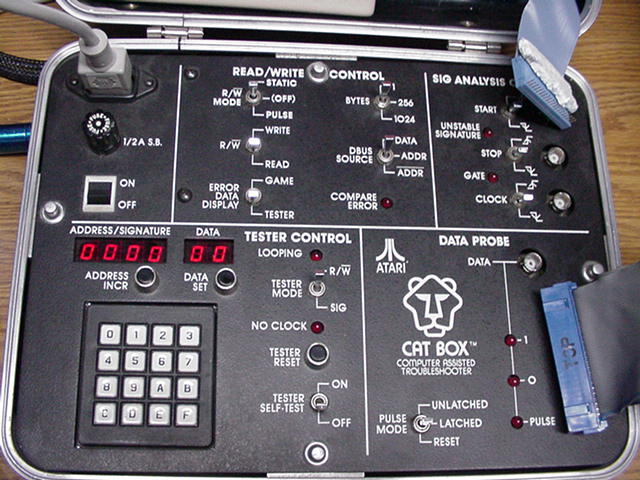 READ/WRITE CONTROL
STATIC
R/W MODE
(OFF)
PULSE
WRITE
R/W
READ
GAME
ERROR DATA DISPLAY
TESTER
1
BYTES
256
1024
DATA
DBUS SOURCE
ADDR
ADDR
COMPARE ERROR
SIG ANALYSIS
START
UNSTABLE SIGNATURE
STOP
GATE
CLOCK
1/2A S.B.
ON
OFF
ADDRESS/SIGNATURE
DATA
0000
00
ADDRESS INCR
DATA SET
0 1 2 3
4 5 6 7
8 9 A B
C D E F
TESTER CONTROL
LOOPING
R/W
TESTER MODE
SIG
NO CLOCK
TESTER RESET
ON
TESTER SELF-TEST
OFF
DATA PROBE
ATARI
DATA
CAT BOX™
COMPUTER ASSISTED
TROUBLESHOOTER
1
0
PULSE
UNLATCHED
PULSE MODE
LATCHED
RESET
TOP